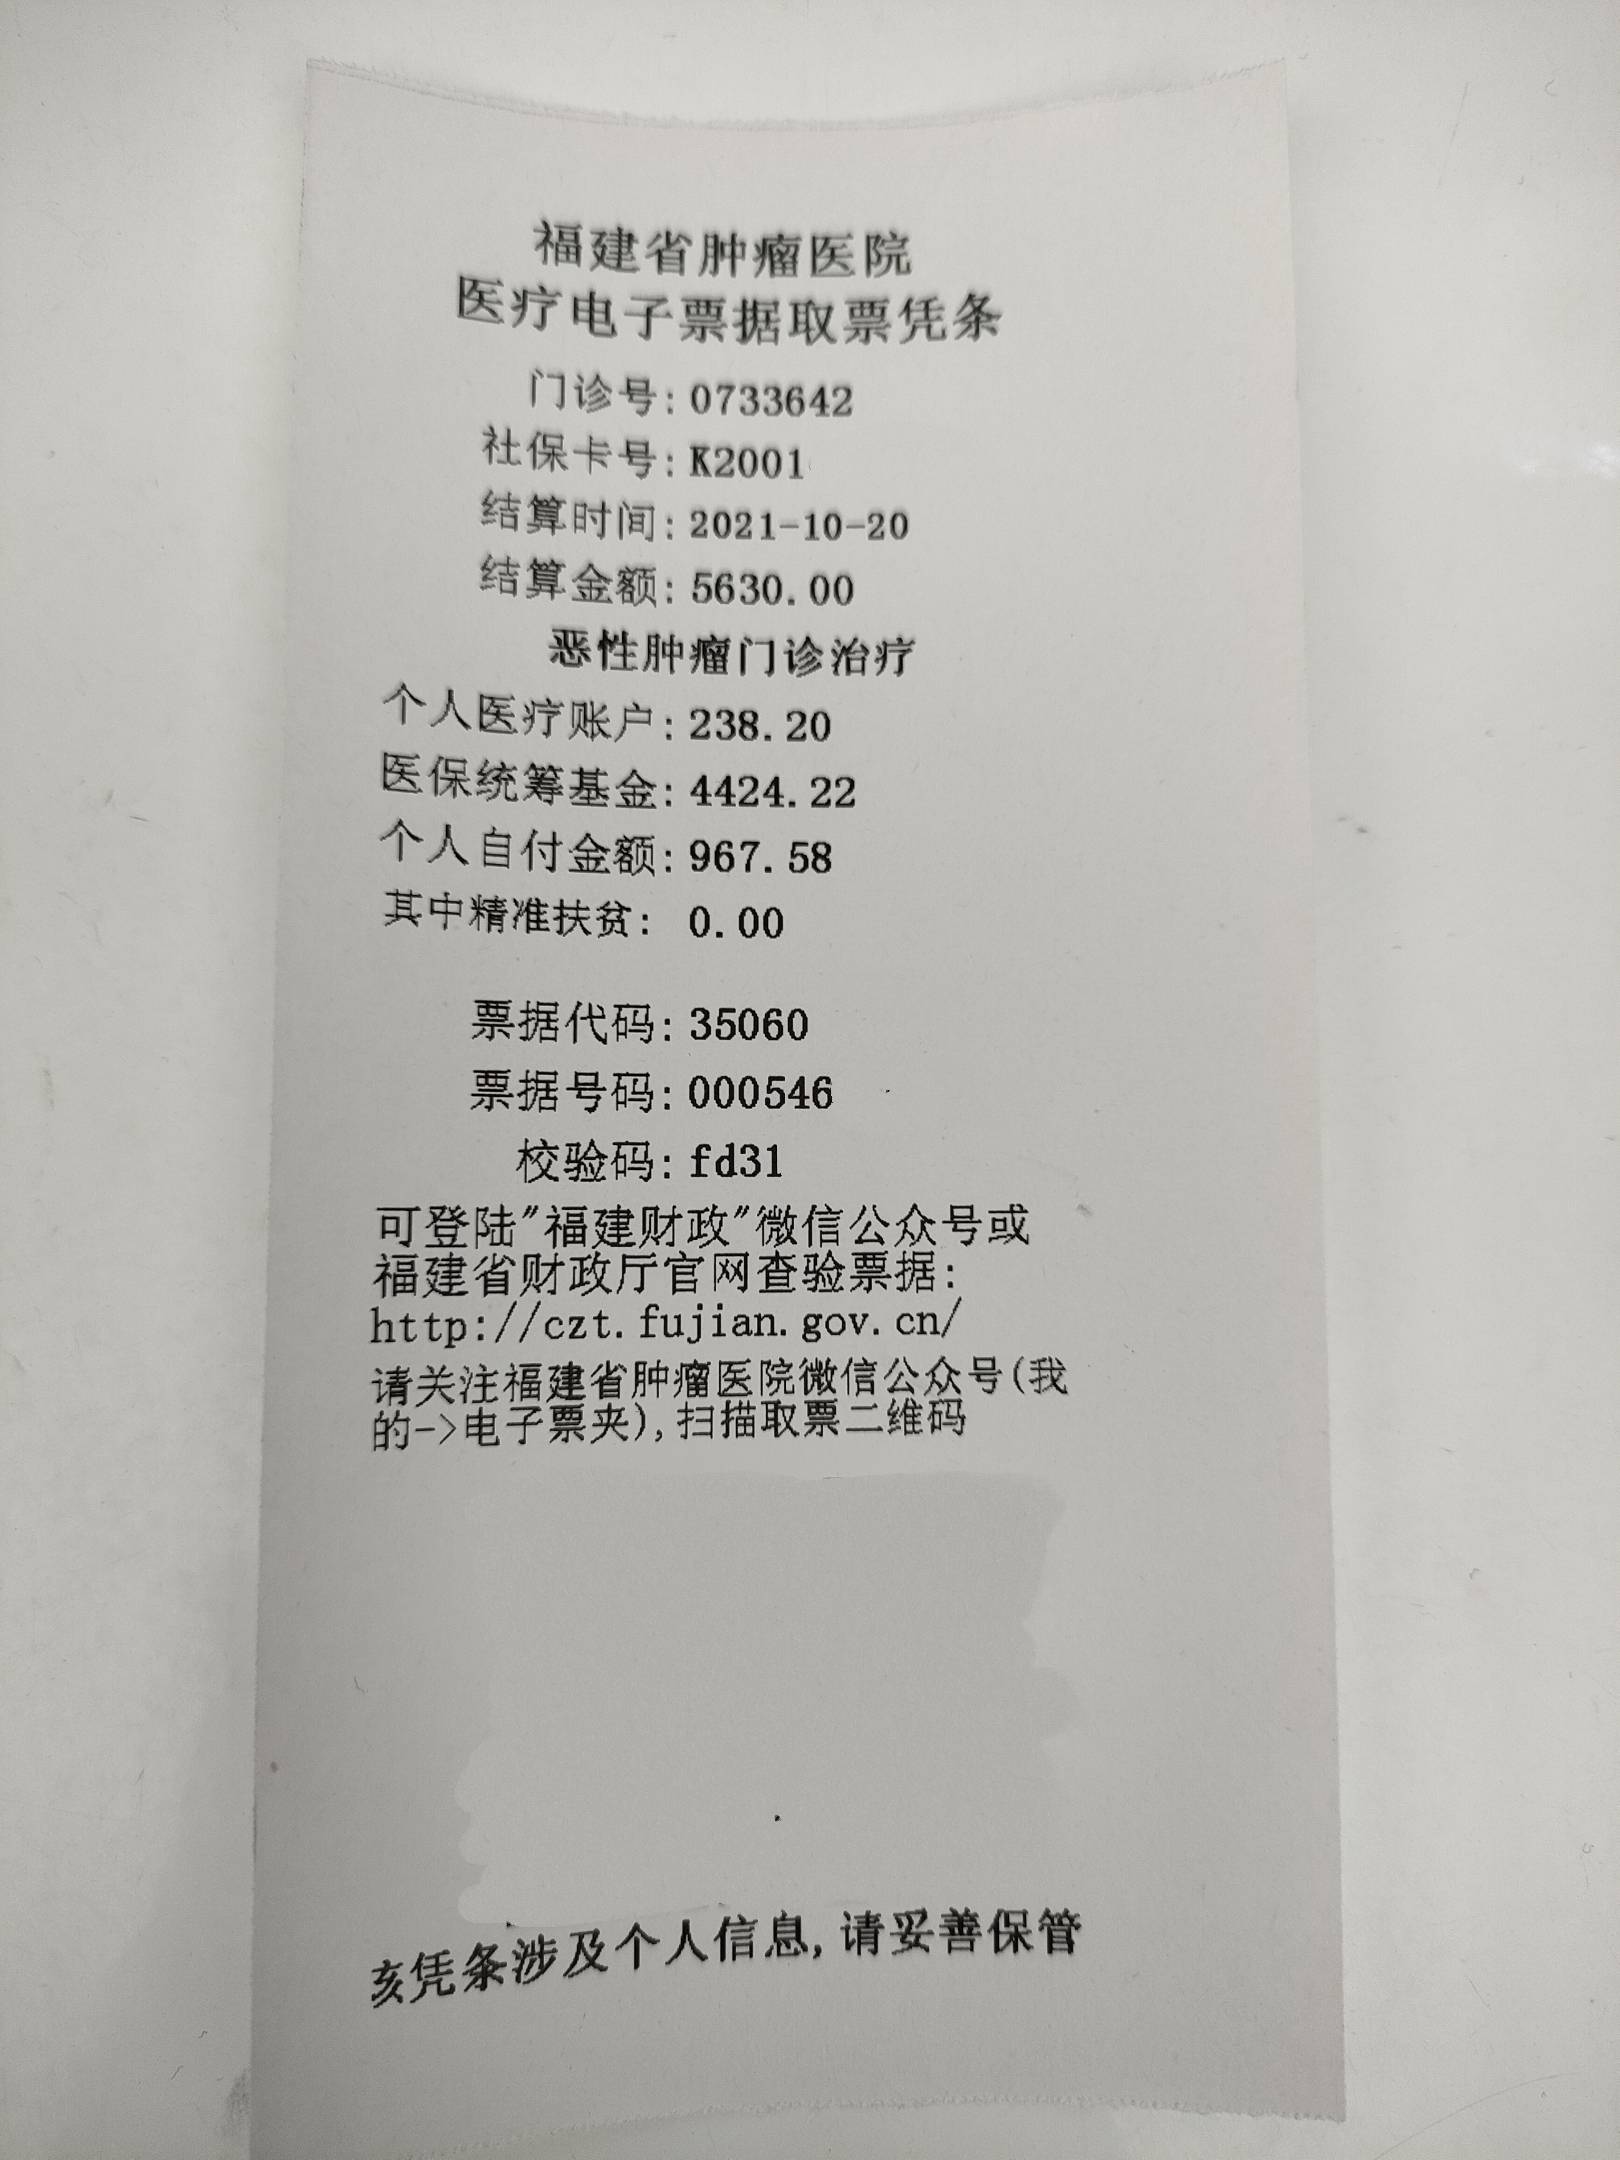 福建省肿瘤医院
医疗电子票据取票凭条
门诊号:0733642
社保卡号:K2001
结算时间:2021-10-20
结算金额:5630.00
恶性肿瘤门诊治疗
个人医疗账户:238.20
医保统筹基金:4424.22
个人自付金额:967.58
其中精准扶贫: 0.00
票据代码:35060
票据号码:000546
校验码:fd31
可登陆"福建财政"微信公众号或
福建省财政厅官网查验票据:
http://czt.fujian.gov.cn/
请关注福建省肿瘤医院微信公众号(我
的->电子票夹),扫描取票二维码
该凭条涉及个人信息,请妥善保管